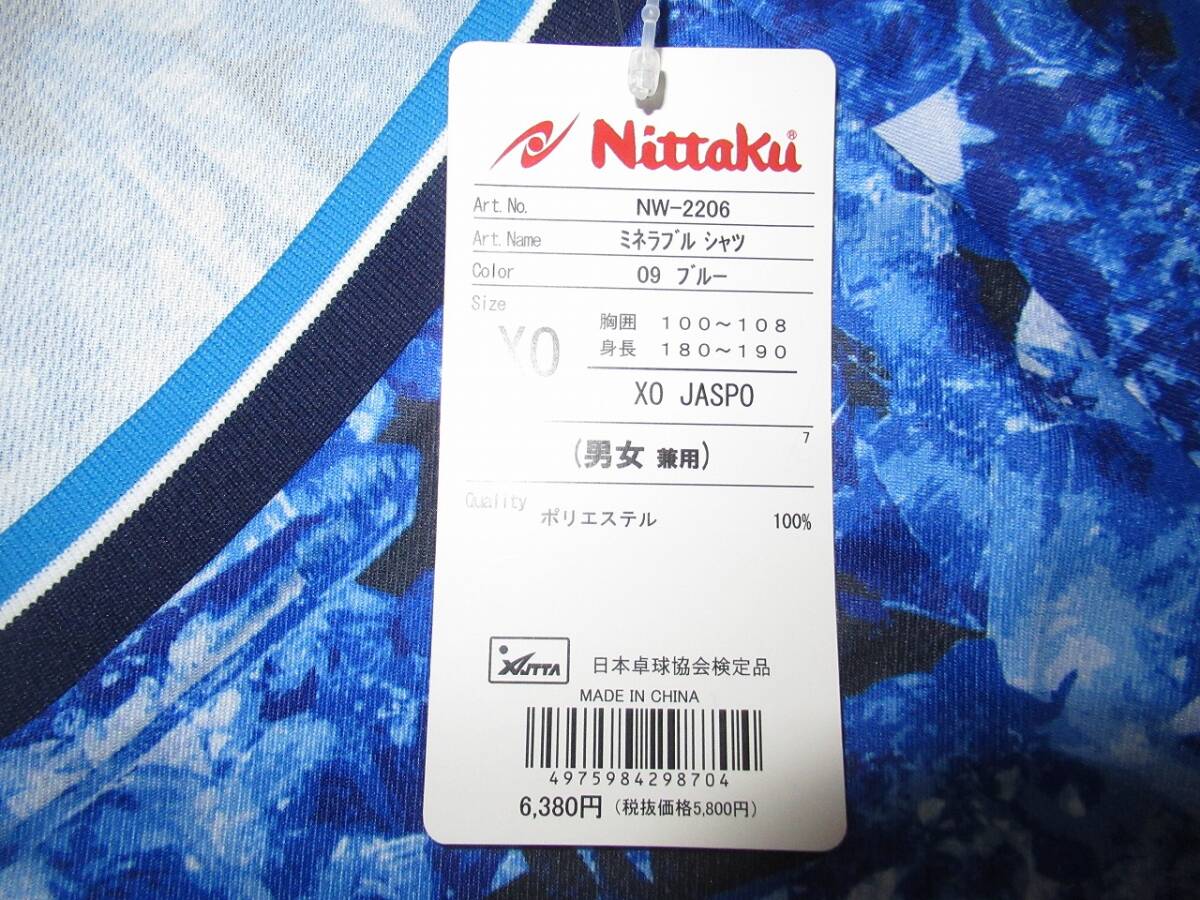 Nittaku®
Art. No. NW-2206
Art. Name ミネラブル シャツ
Color 09 ブルー
Size
XO
胸囲 100～108
身長 180～190
XO JASPO
7
(男女 兼用)
Quality
ポリエステル 100%
JTTA 日本卓球協会検定品
MADE IN CHINA
4975984298704
6,380円 (税抜価格5,800円)